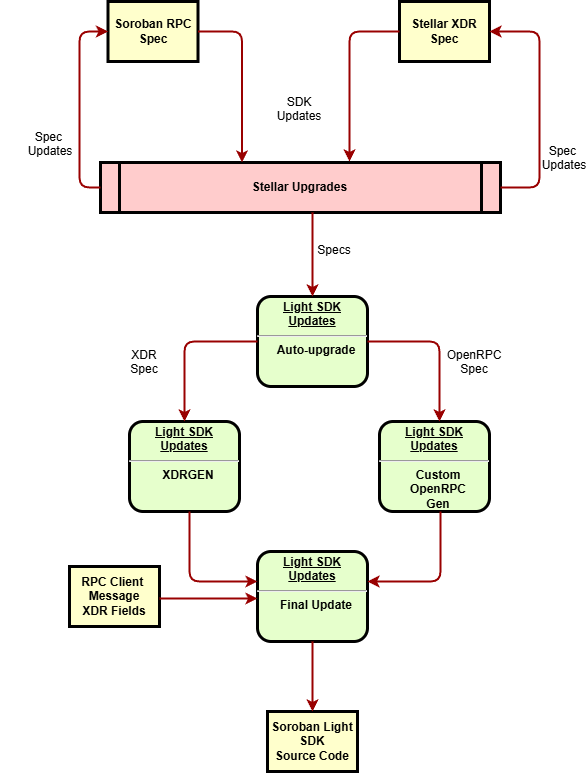 Soroban RPC
Spec
Stellar XDR
Spec
SDK
Updates
Spec
Updates
Spec
Updates
Stellar Upgrades
Specs
Light SDK
Updates
Auto-upgrade
XDR
Spec
OpenRPC
Spec
Light SDK
Updates
XDRGEN
Light SDK
Updates
Custom
OpenRPC
Gen
Light SDK
Updates
Final Update
RPC Client
Message
XDR Fields
Soroban Light
SDK
Source Code